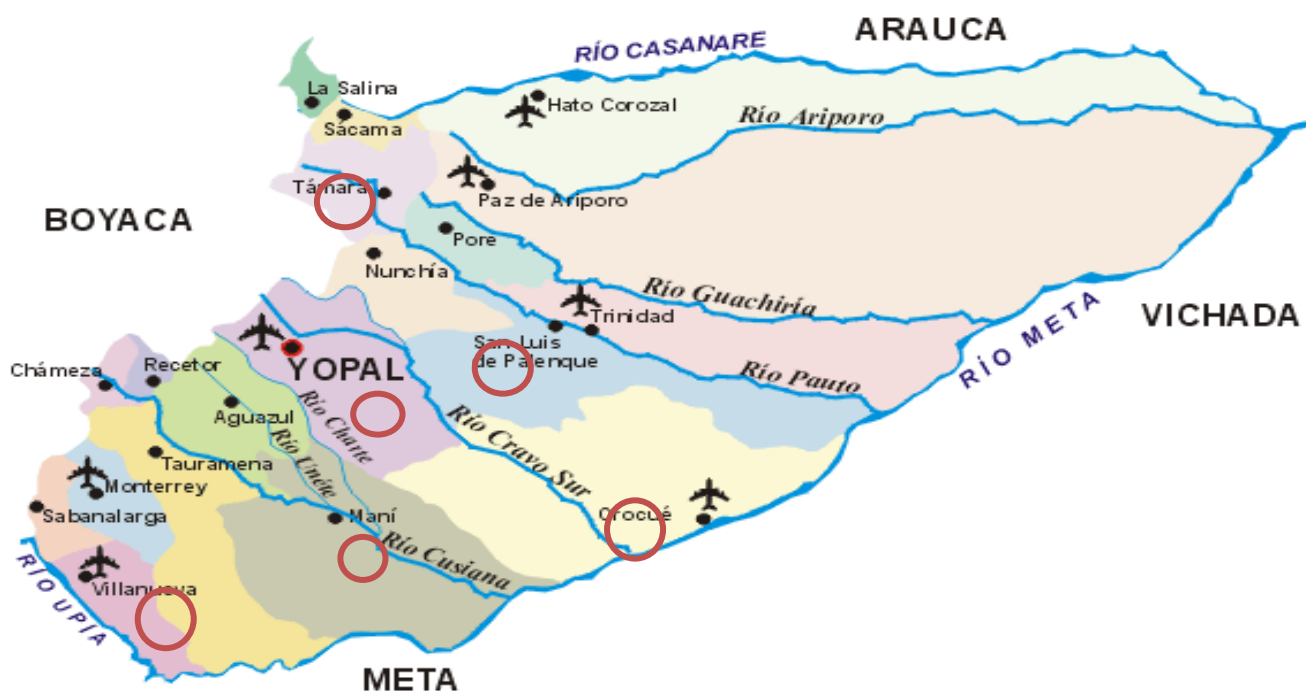 ARAUCA
RÍO CASANARE
La Salina
Hato Corozal
Sácama
Río Ariporo
Támara
Paz de Ariporo
BOYACA
Pore
Nunchía
Río Guachiría
VICHADA
Trinidad
RÍO META
San Luis
de Palenque
Recetor
Chámeza
YOPAL
Río Pauto
Aguazul
Río Charte
Río Cravo Sur
Río Unéte
Tauramena
Monterrey
Sabanalarga
Maní
Orocué
Río Cusiana
RÍO UPÍA
Villanueva
META